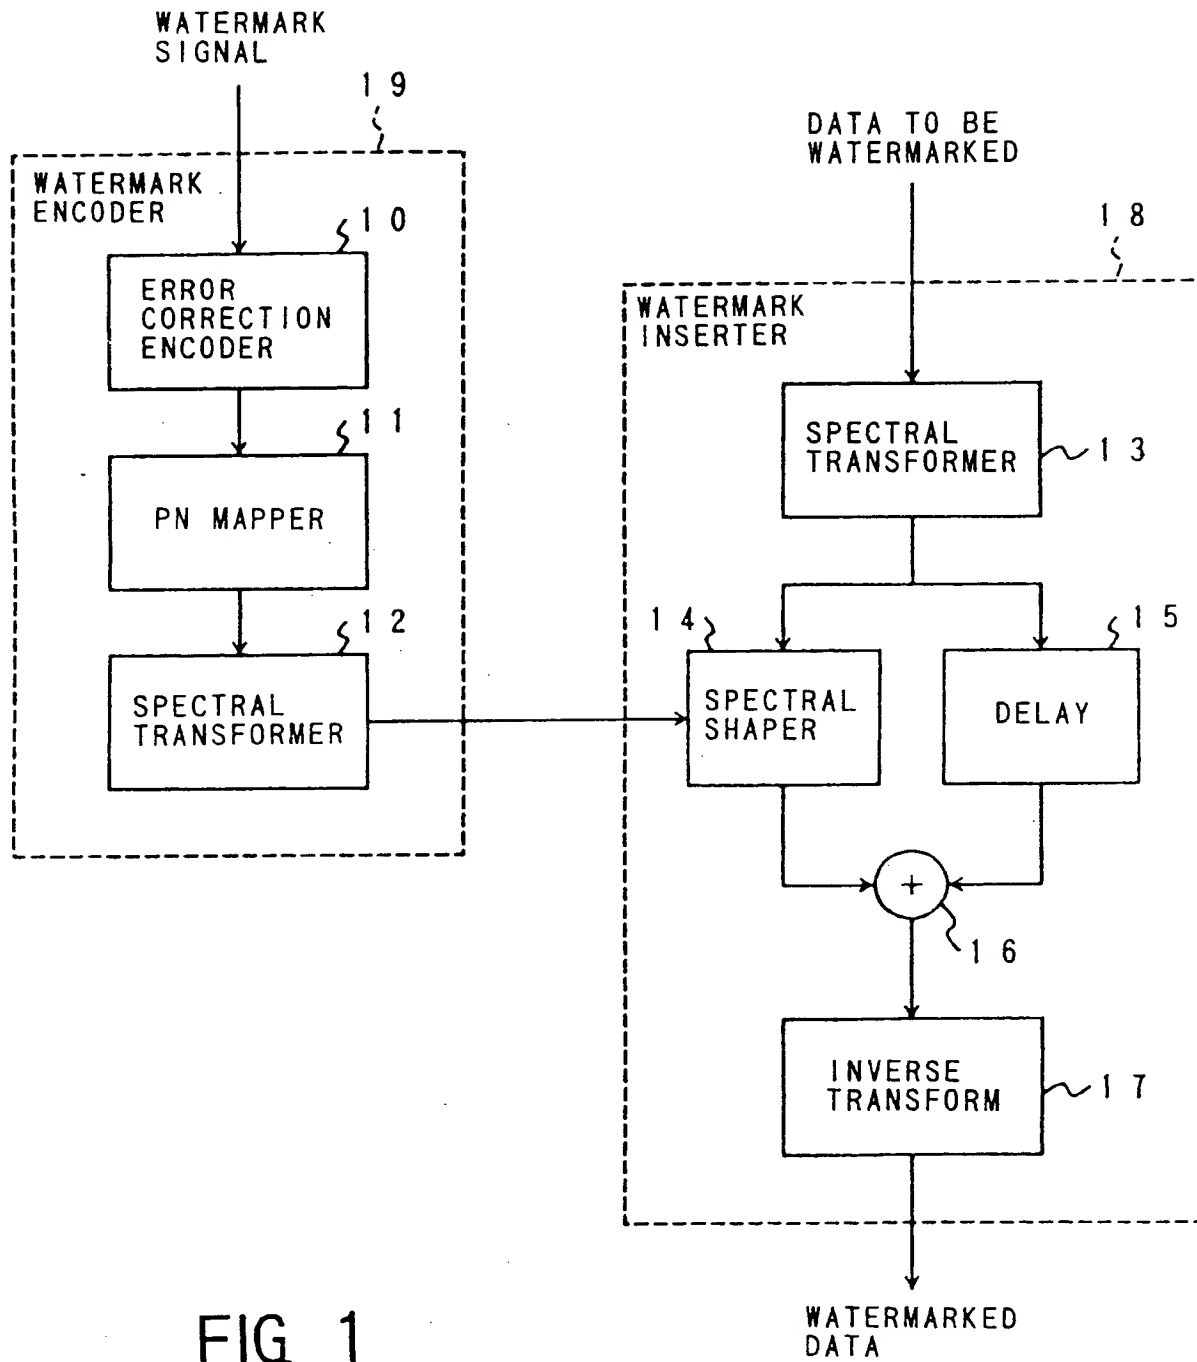 WATERMARK
SIGNAL
19
WATERMARK
ENCODER
10
ERROR
CORRECTION
ENCODER
11
PN MAPPER
12
SPECTRAL
TRANSFORMER
DATA TO BE
WATERMARKED
18
WATERMARK
INSERTER
SPECTRAL
TRANSFORMER
13
14
15
SPECTRAL
SHAPER
DELAY
+
16
INVERSE
TRANSFORM
17
WATERMARKED
DATA
FIG 1